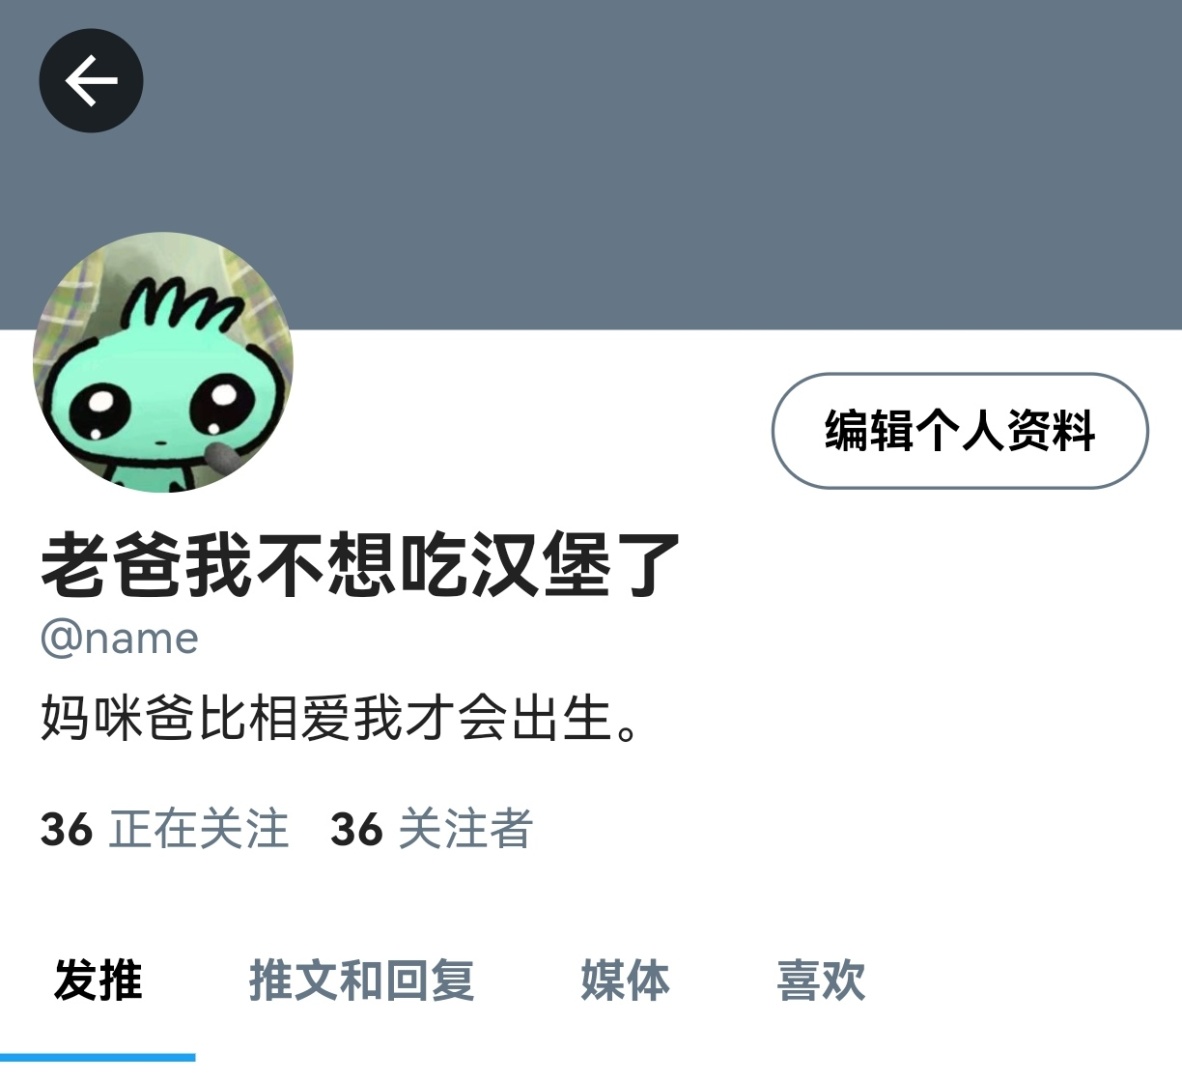 编辑个人资料
老爸我不想吃汉堡了
@name
妈咪爸比相爱我才会出生。
36 正在关注 36 关注者
发推 推文和回复 媒体 喜欢